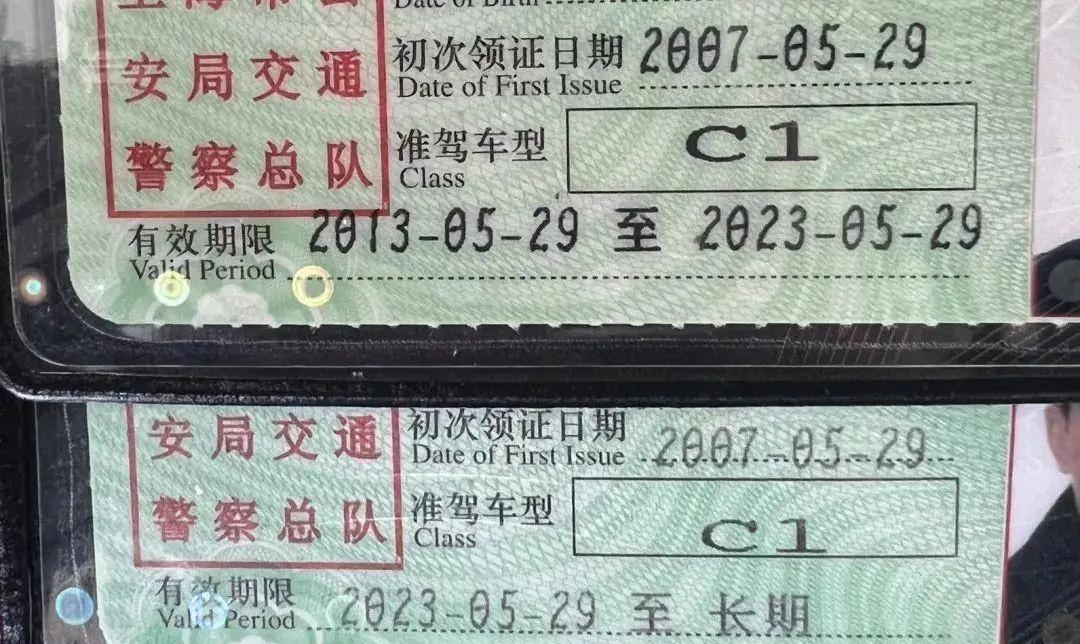 Date of Birth
安局交通
初次领证日期 2007-05-29
Date of First Issue
警察总队
准驾车型 C1
Class
有效期限 2013-05-29 至 2023-05-29
Valid Period
安局交通
初次领证日期 2007-05-29
Date of First Issue
警察总队
准驾车型 C1
Class
有效期限 2023-05-29 至 长期
Valid Period